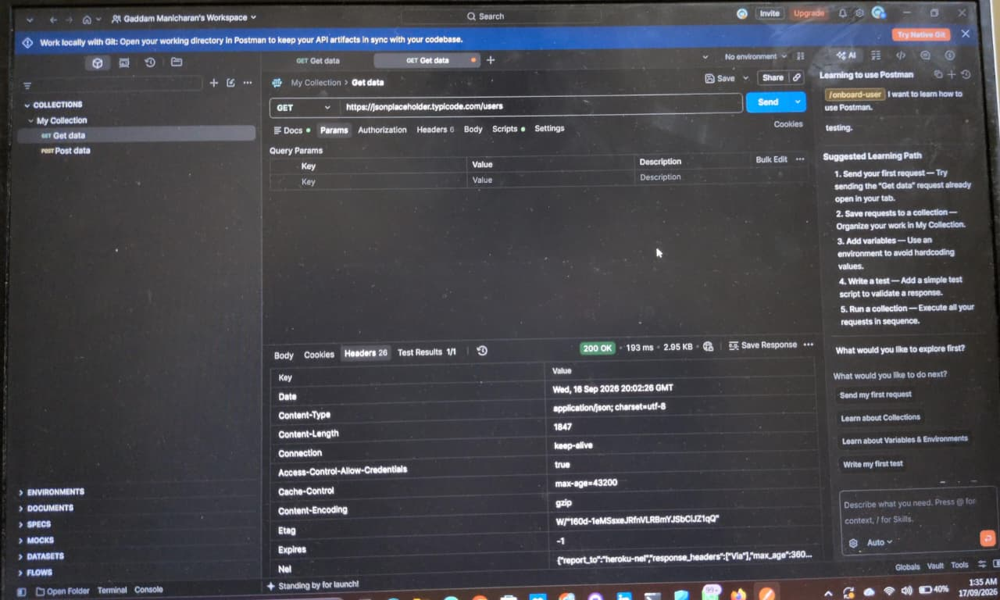 Gaddam Manicharan's Workspace
Search
Invite
Upgrade
Work locally with Git: Open your working directory in Postman to keep your API artifacts in sync with your codebase.
Try Native Git
GET Get data
GET Get data
No environment
AI
My Collection > Get data
Save
Share
Learning to use Postman
COLLECTIONS
My Collection
GET Get data
POST Post data
GET
https://jsonplaceholder.typicode.com/users
Send
/onboard-user I want to learn how to
use Postman.
Docs
Params
Authorization
Headers 6
Body
Scripts
Settings
Cookies
testing.
Query Params
Key
Value
Description
Bulk Edit
Key
Value
Description
Suggested Learning Path
1. Send your first request — Try
sending the "Get data" request already
open in your tab.
2. Save requests to a collection —
Organize your work in My Collection.
3. Add variables — Use an
environment to avoid hardcoding
values.
4. Write a test — Add a simple test
script to validate a response.
5. Run a collection — Execute all your
requests in sequence.
What would you like to explore first?
What would you like to do next?
Send my first request
Learn about Collections
Learn about Variables & Environments
Write my first test
Describe what you need. Press @ for
context, / for Skills.
Auto
Body
Cookies
Headers 26
Test Results 1/1
200 OK
193 ms
2.95 KB
Save Response
Key
Value
Date
Wed, 16 Sep 2026 20:02:26 GMT
Content-Type
application/json; charset=utf-8
Content-Length
1847
Connection
keep-alive
Access-Control-Allow-Credentials
true
Cache-Control
max-age=43200
Content-Encoding
gzip
Etag
Expires
-1
Nel
{"report_to":"heroku-nel","response_headers":["Via"],"max_age":360...
ENVIRONMENTS
DOCUMENTS
SPECS
MOCKS
DATASETS
FLOWS
Open Folder
Terminal
Console
Standing by for launch!
Globals
Vault
Tools
99+
40%
1:35 AM
17/09/2026